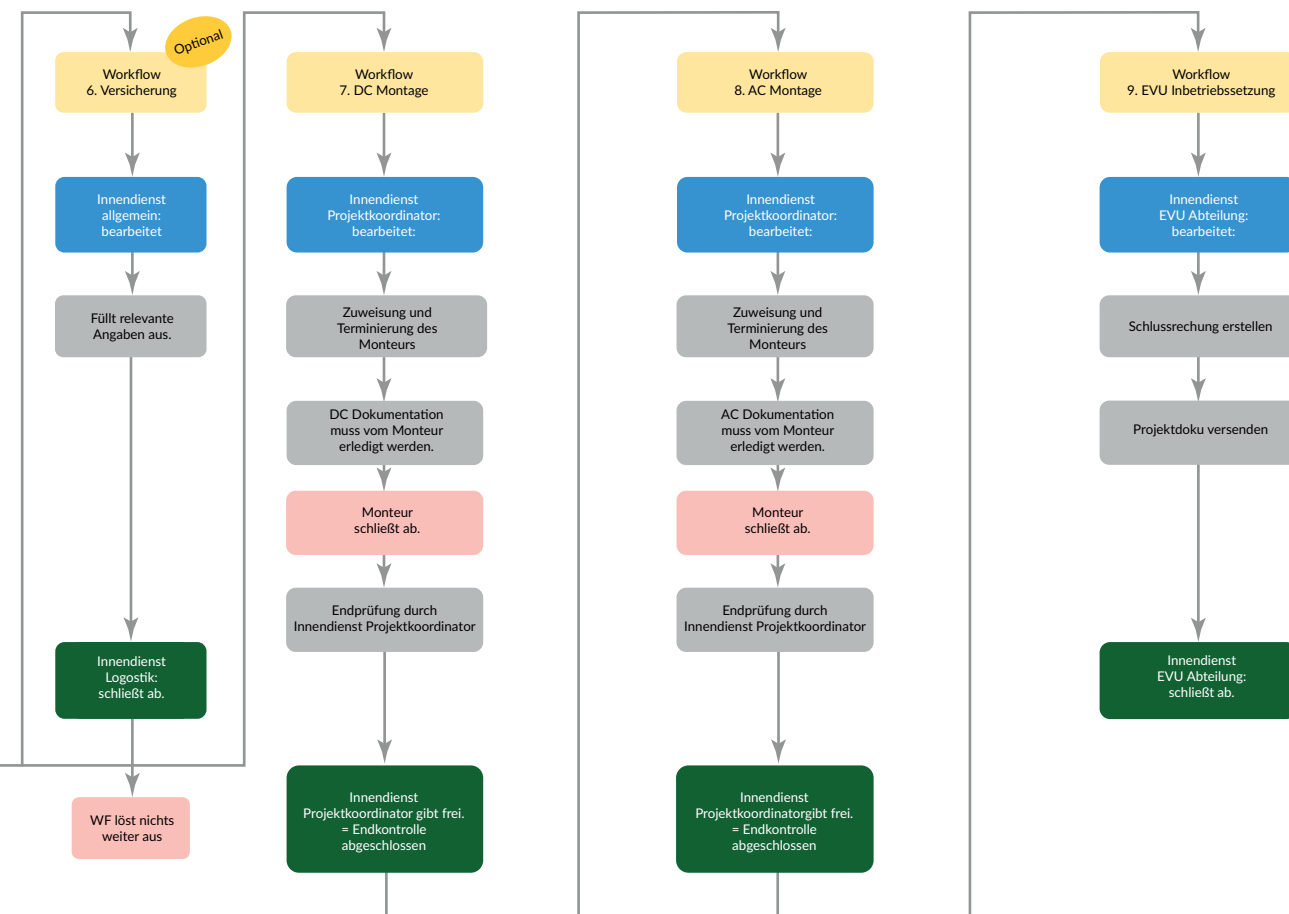 Optional
Workflow
6. Versicherung
Innendienst
allgemein:
bearbeitet
Füllt relevante
Angaben aus.
Innendienst
Logostik:
schließt ab.
WF löst nichts
weiter aus
Workflow
7. DC Montage
Innendienst
Projektkoordinator:
bearbeitet:
Zuweisung und
Terminierung des
Monteurs
DC Dokumentation
muss vom Monteur
erledigt werden.
Monteur
schließt ab.
Endprüfung durch
Innendienst Projektkoordinator
Innendienst
Projektkoordinator gibt frei.
= Endkontrolle
abgeschlossen
Workflow
8. AC Montage
Innendienst
Projektkoordinator:
bearbeitet:
Zuweisung und
Terminierung des
Monteurs
AC Dokumentation
muss vom Monteur
erledigt werden.
Monteur
schließt ab.
Endprüfung durch
Innendienst Projektkoordinator
Innendienst
Projektkoordinatorgibt frei.
= Endkontrolle
abgeschlossen
Workflow
9. EVU Inbetriebssetzung
Innendienst
EVU Abteilung:
bearbeitet:
Schlussrechung erstellen
Projektdoku versenden
Innendienst
EVU Abteilung:
schließt ab.